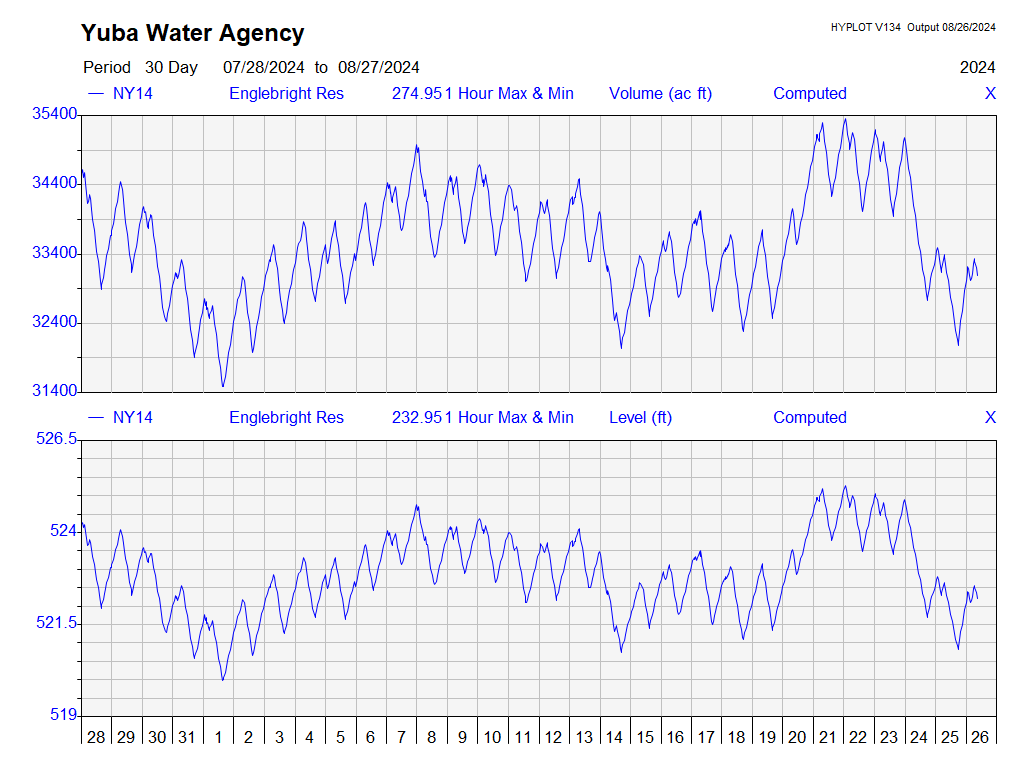 Yuba Water Agency
HYPLOT V134 Output 08/26/2024
Period 30 Day 07/28/2024 to 08/27/2024
2024
NY14 Englebright Res 274.951 Hour Max & Min Volume (ac ft) Computed X
35400
34400
33400
32400
31400
NY14 Englebright Res 232.951 Hour Max & Min Level (ft) Computed X
526.5
524
521.5
519
28 29 30 31 1 2 3 4 5 6 7 8 9 10 11 12 13 14 15 16 17 18 19 20 21 22 23 24 25 26